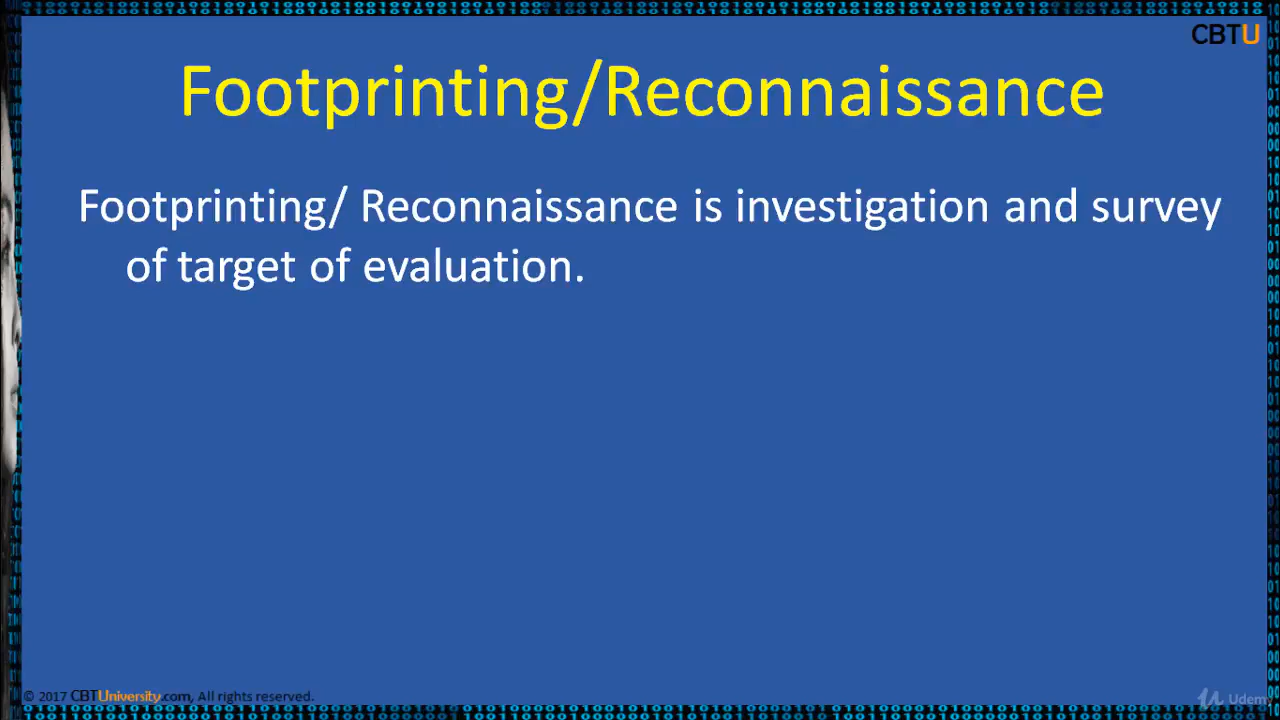 CBTU
Footprinting/Reconnaissance
Footprinting/ Reconnaissance is investigation and survey
of target of evaluation.
© 2017 CBTUniversity.com, All rights reserved.
Udemy